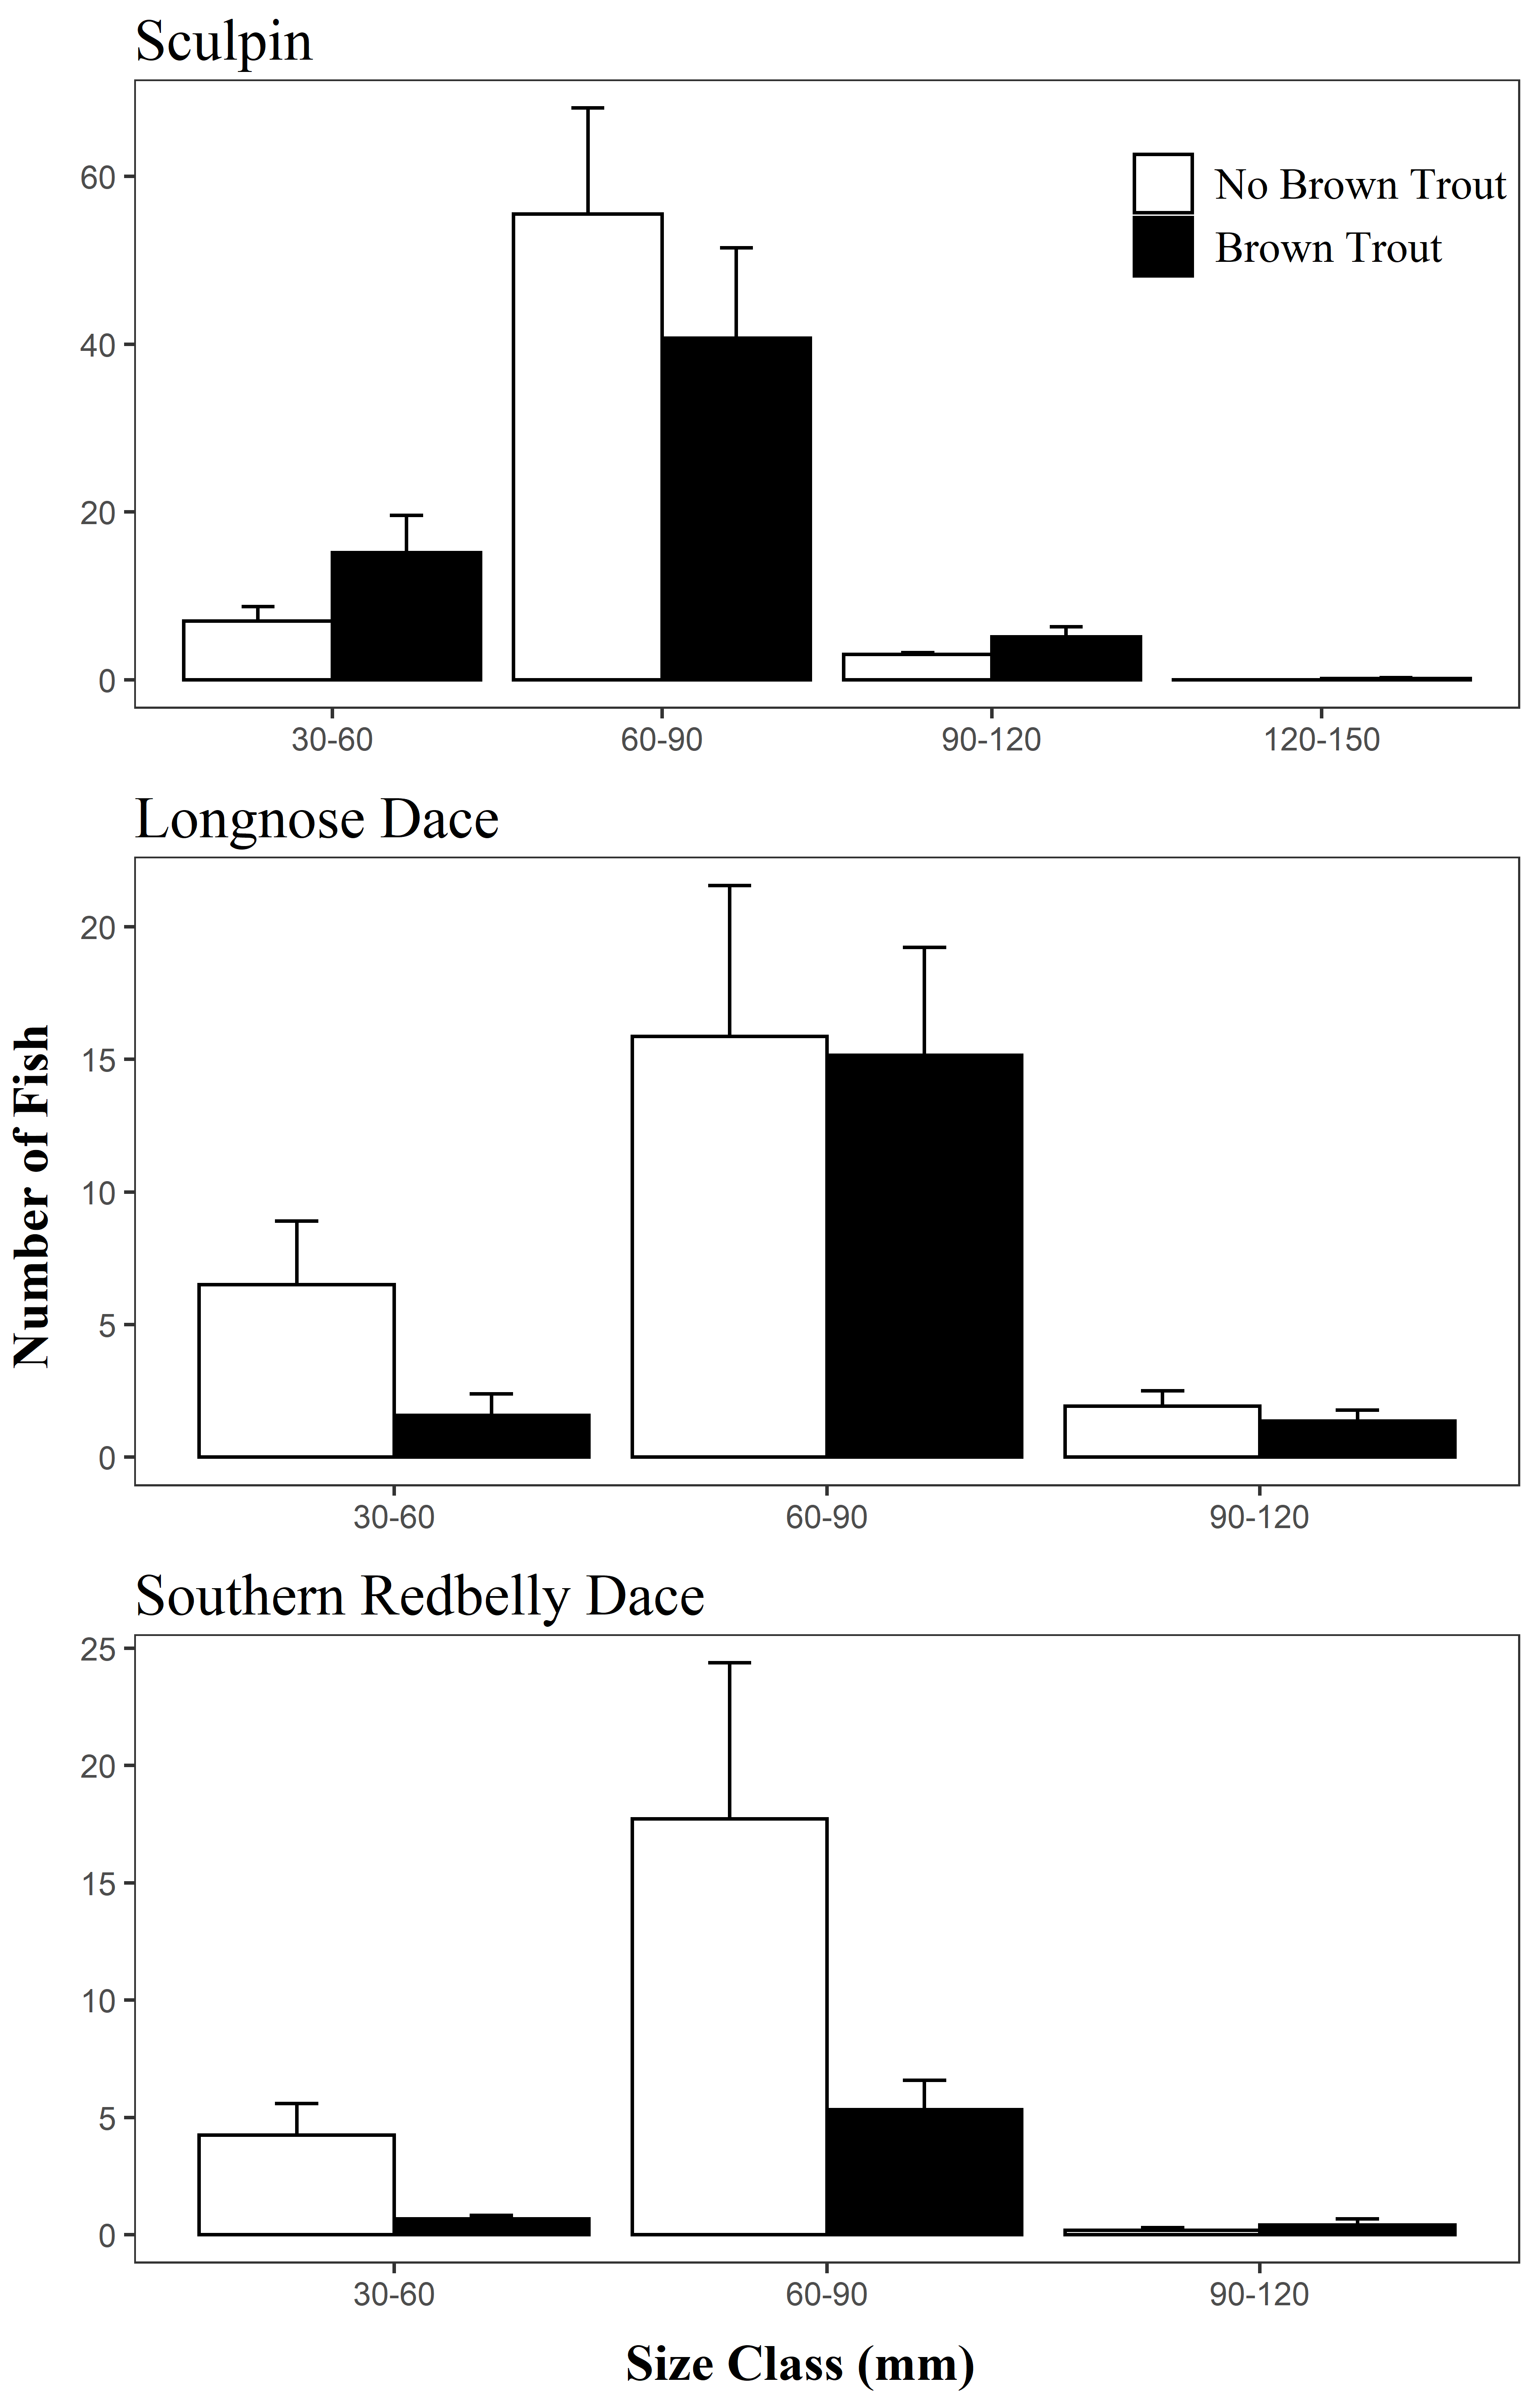 Sculpin
60
40
20
0
No Brown Trout
Brown Trout
30-60 60-90 90-120 120-150
Longnose Dace
20
15
10
5
0
30-60 60-90 90-120
Number of Fish
Southern Redbelly Dace
25
20
15
10
5
0
30-60 60-90 90-120
Size Class (mm)